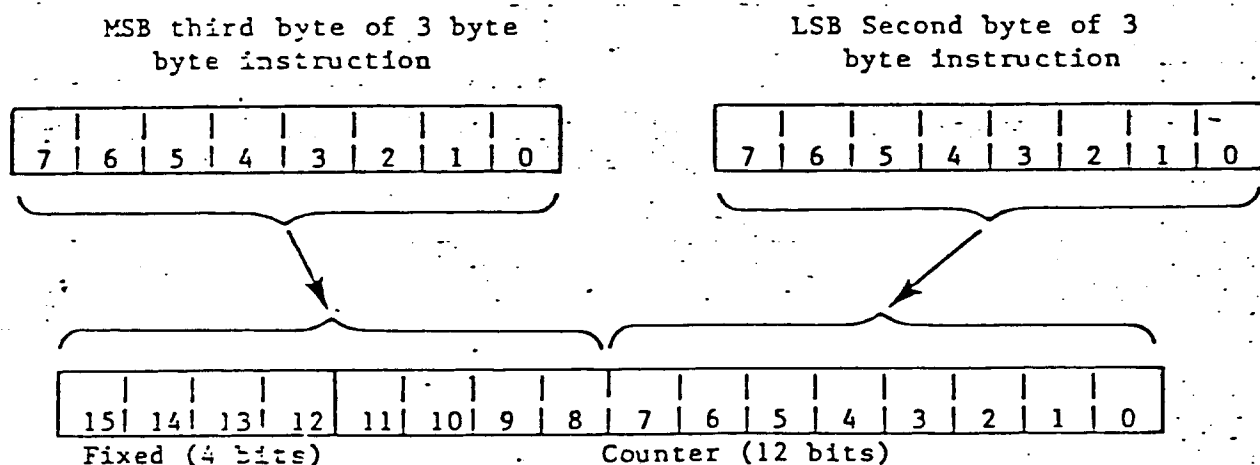 MSB third byte of 3 byte
byte instruction
LSB Second byte of 3
byte instruction
7 6 5 4 3 2 1 0
7 6 5 4 3 2 1 0
15 14 13 12 11 10 9 8 7 6 5 4 3 2 1 0
Fixed (4 bits)
Counter (12 bits)